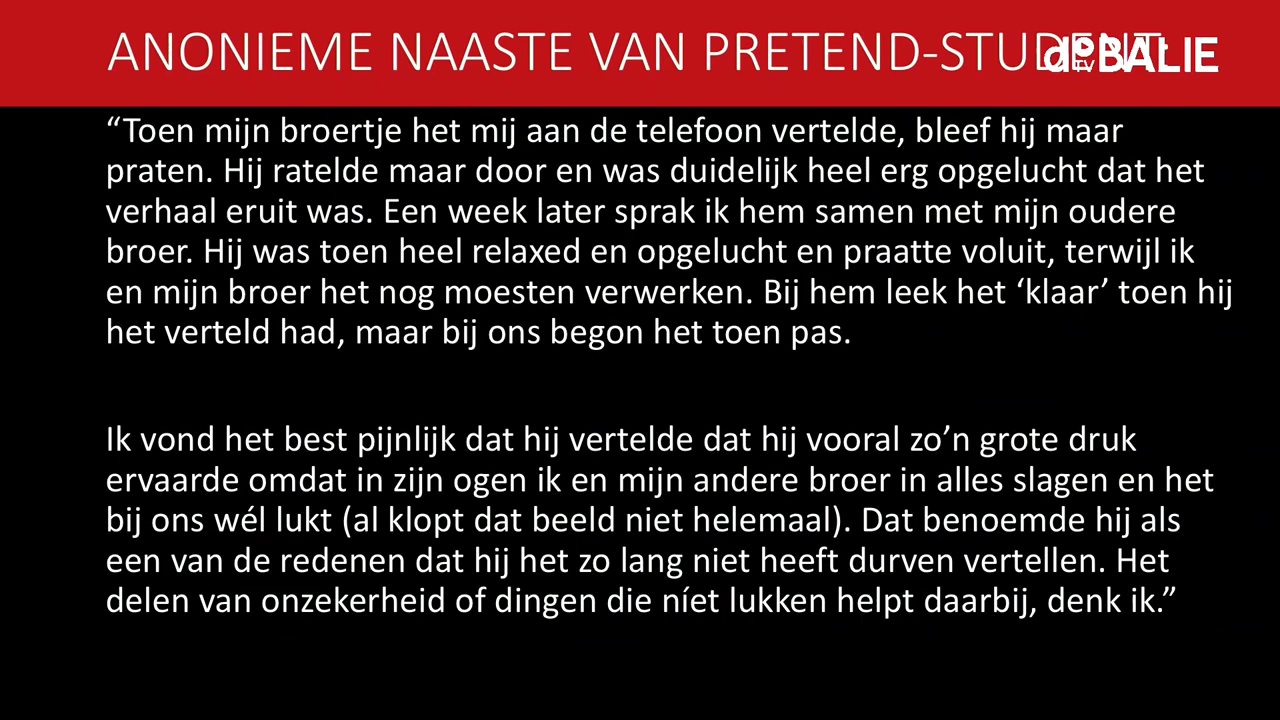 ANONIEME NAASTE VAN PRETEND-STUDENT:
de BALIE
TV
“Toen mijn broertje het mij aan de telefoon vertelde, bleef hij maar
praten. Hij ratelde maar door en was duidelijk heel erg opgelucht dat het
verhaal eruit was. Een week later sprak ik hem samen met mijn oudere
broer. Hij was toen heel relaxed en opgelucht en praatte voluit, terwijl ik
en mijn broer het nog moesten verwerken. Bij hem leek het ‘klaar’ toen hij
het verteld had, maar bij ons begon het toen pas.
Ik vond het best pijnlijk dat hij vertelde dat hij vooral zo’n grote druk
ervaarde omdat in zijn ogen ik en mijn andere broer in alles slagen en het
bij ons wél lukt (al klopt dat beeld niet helemaal). Dat benoemde hij als
een van de redenen dat hij het zo lang niet heeft durven vertellen. Het
delen van onzekerheid of dingen die níet lukken helpt daarbij, denk ik.”